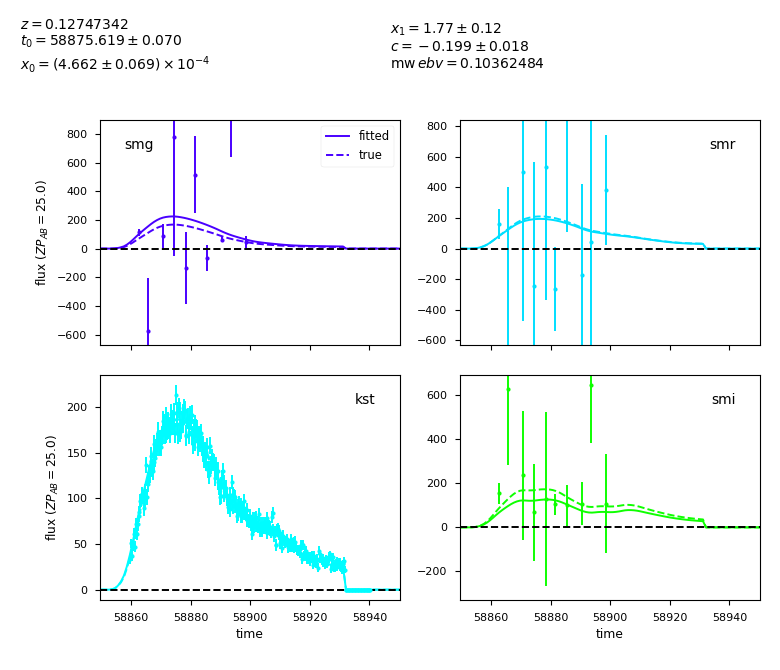 z = 0.12747342
t₀ = 58875.619 ± 0.070
x₀ = (4.662 ± 0.069) × 10⁻⁴
x₁ = 1.77 ± 0.12
c = −0.199 ± 0.018
mw ebv = 0.10362484
smg
fitted
true
800
600
400
200
0
−200
−400
−600
flux (ZP_AB = 25.0)
smr
800
600
400
200
0
−200
−400
−600
kst
200
150
100
50
0
flux (ZP_AB = 25.0)
58860 58880 58900 58920 58940
time
smi
600
400
200
0
−200
58860 58880 58900 58920 58940
time